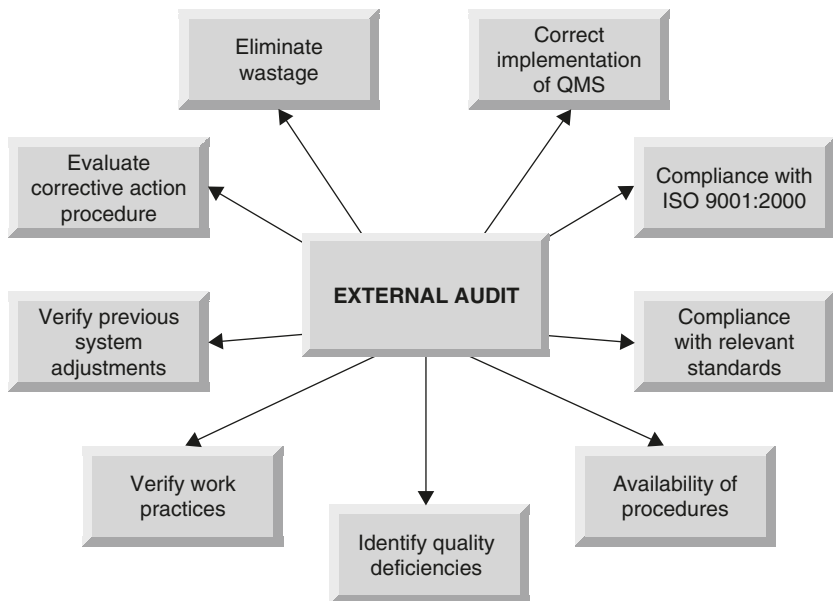 Eliminate
wastage
Correct
implementation
of QMS
Evaluate
corrective action
procedure
Compliance with
ISO 9001:2000
EXTERNAL AUDIT
Verify previous
system
adjustments
Compliance
with relevant
standards
Verify work
practices
Identify quality
deficiencies
Availability of
procedures